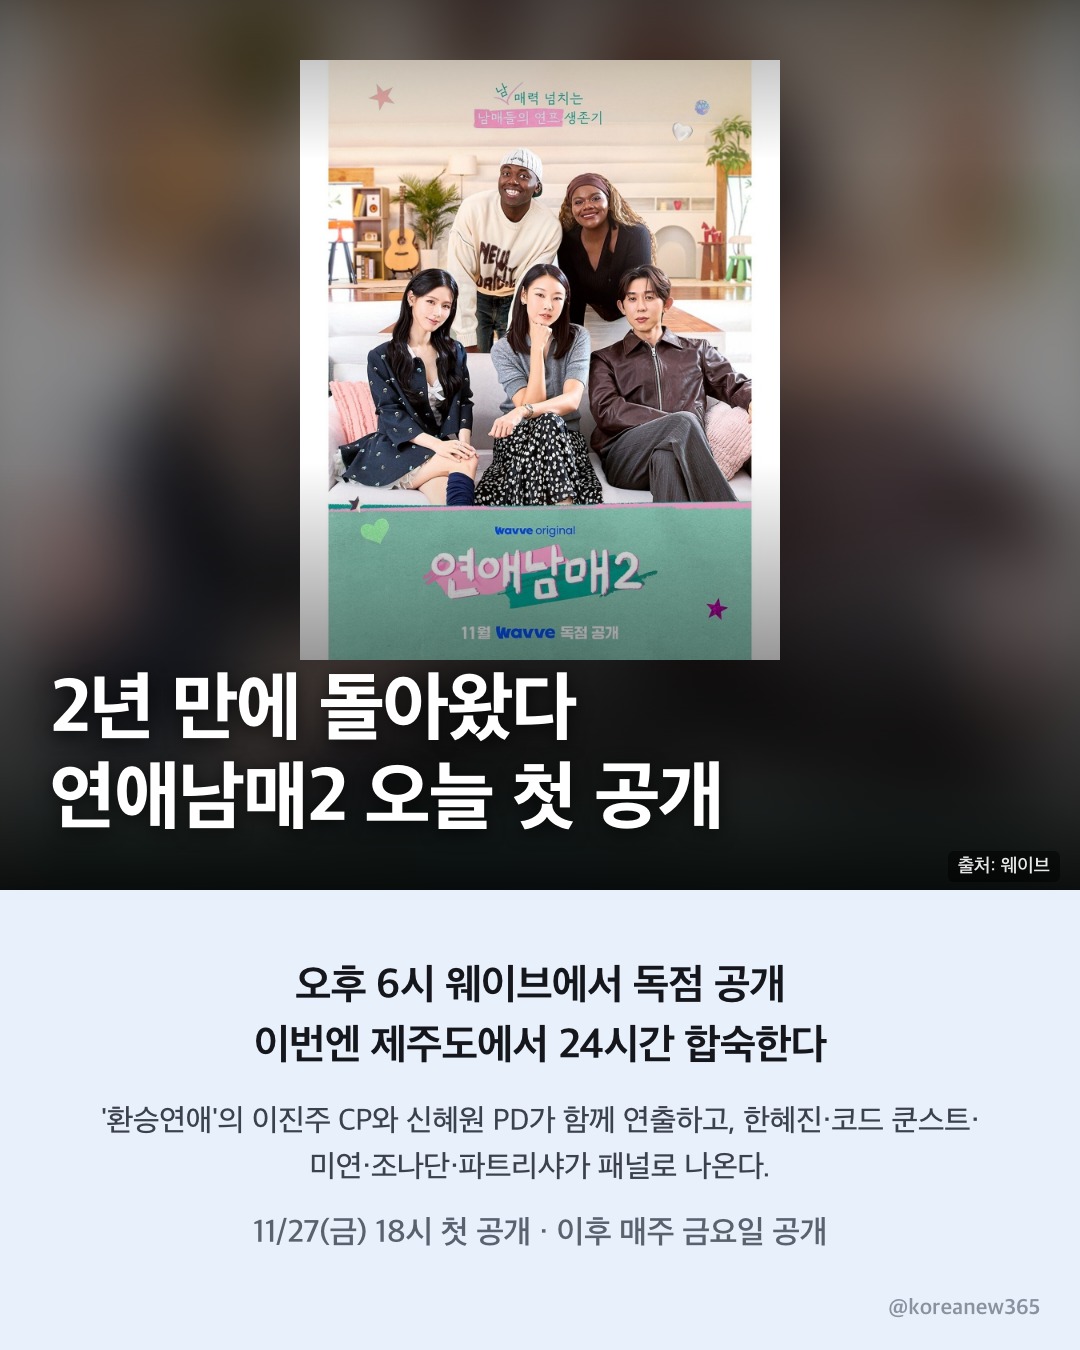 남
매력 넘치는
남매들의 연프 생존기
wavve original
연애남매2
11월 wavve 독점 공개
2년 만에 돌아왔다
연애남매2 오늘 첫 공개
출처: 웨이브
오후 6시 웨이브에서 독점 공개
이번엔 제주도에서 24시간 합숙한다
'환승연애'의 이진주 CP와 신혜원 PD가 함께 연출하고, 한혜진·코드 쿤스트·
미연·조나단·파트리샤가 패널로 나온다.
11/27(금) 18시 첫 공개 · 이후 매주 금요일 공개
@koreanew365